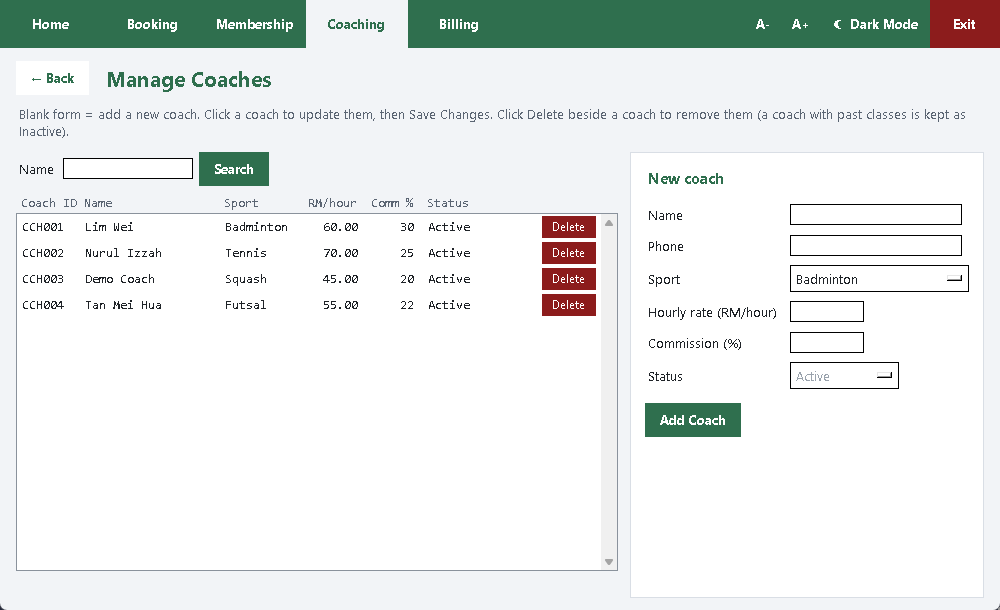 Home Booking Membership Coaching Billing A- A+ ☾ Dark Mode Exit
← Back Manage Coaches
Blank form = add a new coach. Click a coach to update them, then Save Changes. Click Delete beside a coach to remove them (a coach with past classes is kept as
Inactive).
Name Search
Coach ID Name Sport RM/hour Comm % Status
CCH001 Lim Wei Badminton 60.00 30 Active Delete
CCH002 Nurul Izzah Tennis 70.00 25 Active Delete
CCH003 Demo Coach Squash 45.00 20 Active Delete
CCH004 Tan Mei Hua Futsal 55.00 22 Active Delete
New coach
Name
Phone
Sport Badminton
Hourly rate (RM/hour)
Commission (%)
Status Active
Add Coach